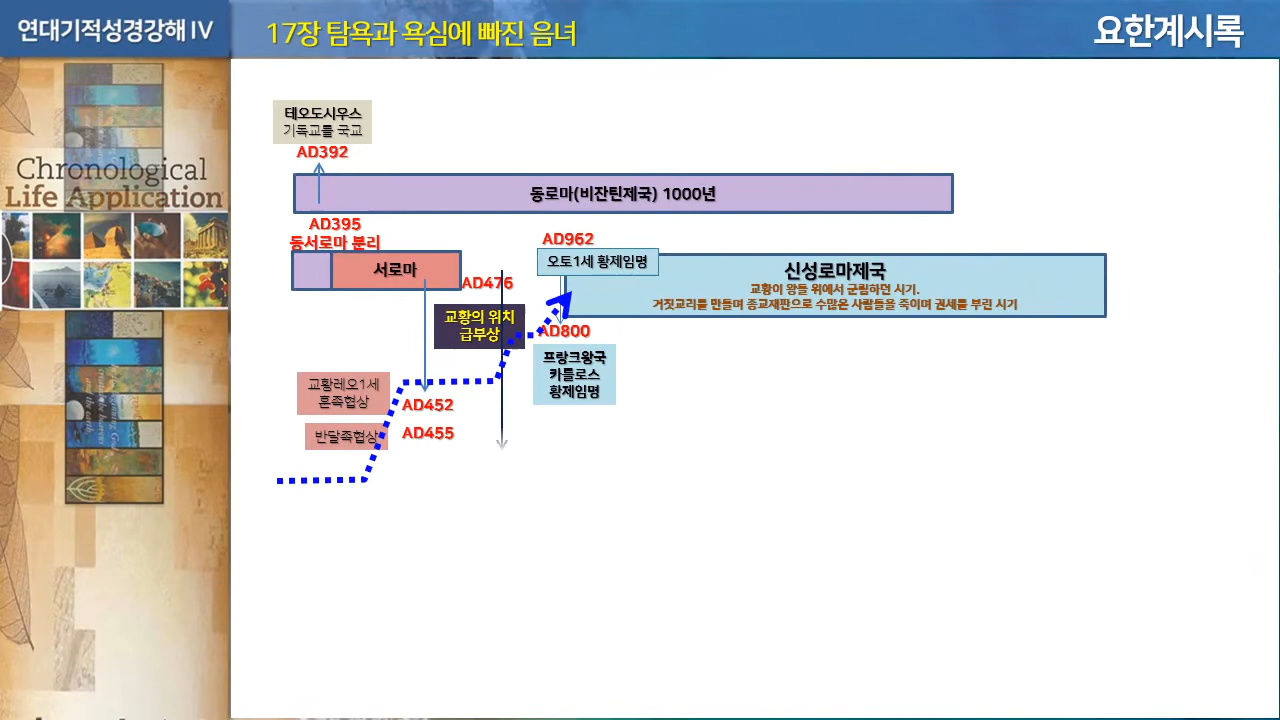 연대기적성경강해 IV
17장 탐욕과 욕심에 빠진 음녀
요한계시록
Chronological
Life Application
테오도시우스
기독교를 국교
AD392
동로마(비잔틴제국) 1000년
AD395
동서로마 분리
서로마
AD476
AD962
오토1세 황제임명
신성로마제국
교황이 왕들 위에서 군림하던 시기.
거짓교리를 만들며 종교재판으로 수많은 사람들을 죽이며 권세를 부린 시기
교황의 위치
급부상
AD800
프랑크왕국
카를로스
황제임명
교황레오1세
훈족협상
AD452
반달족협상
AD455